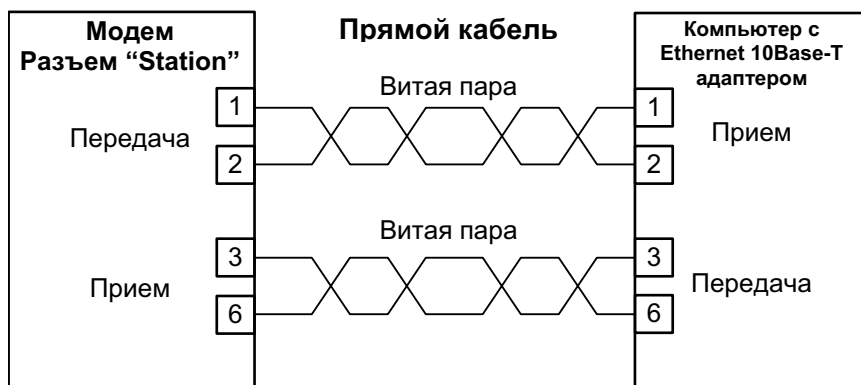 Модем
Разъем “Station”
Прямой кабель
Компьютер с
Ethernet 10Base-T
адаптером
Витая пара
1
1
Передача
Прием
2
2
Витая пара
3
3
Прием
Передача
6
6